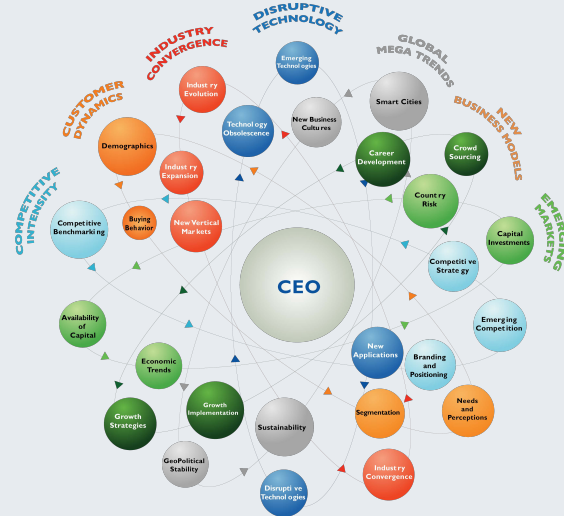 DISRUPTIVE
TECHNOLOGY
INDUSTRY
CONVERGENCE
GLOBAL
MEGA TRENDS
CUSTOMER
DYNAMICS
NEW
BUSINESS MODELS
COMPETITIVE
INTENSITY
EMERGING
MARKETS
Emerging
Technologies
Industry
Evolution
Smart Cities
New Business
Cultures
Technology
Obsolescence
Demographics
Career
Development
Crowd
Sourcing
Industry
Expansion
Country
Risk
Competitive
Benchmarking
Buying
Behavior
New Vertical
Markets
Capital
Investments
Competitive
Strategy
CEO
Availability
of
Capital
Emerging
Competition
Economic
Trends
New
Applications
Branding
and
Positioning
Growth
Strategies
Growth
Implementation
Sustainability
Segmentation
Needs
and
Perceptions
GeoPolitical
Stability
Industry
Convergence
Disruptive
Technologies